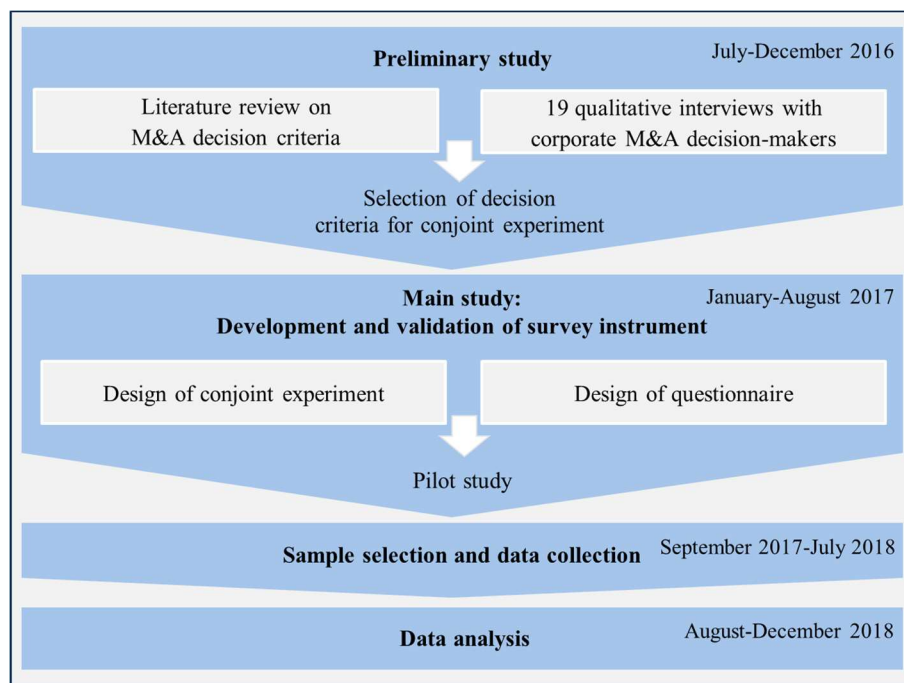 Preliminary study
July-December 2016
Literature review on
M&A decision criteria
19 qualitative interviews with
corporate M&A decision-makers
Selection of decision
criteria for conjoint experiment
Main study:
January-August 2017
Development and validation of survey instrument
Design of conjoint experiment
Design of questionnaire
Pilot study
Sample selection and data collection
September 2017-July 2018
Data analysis
August-December 2018